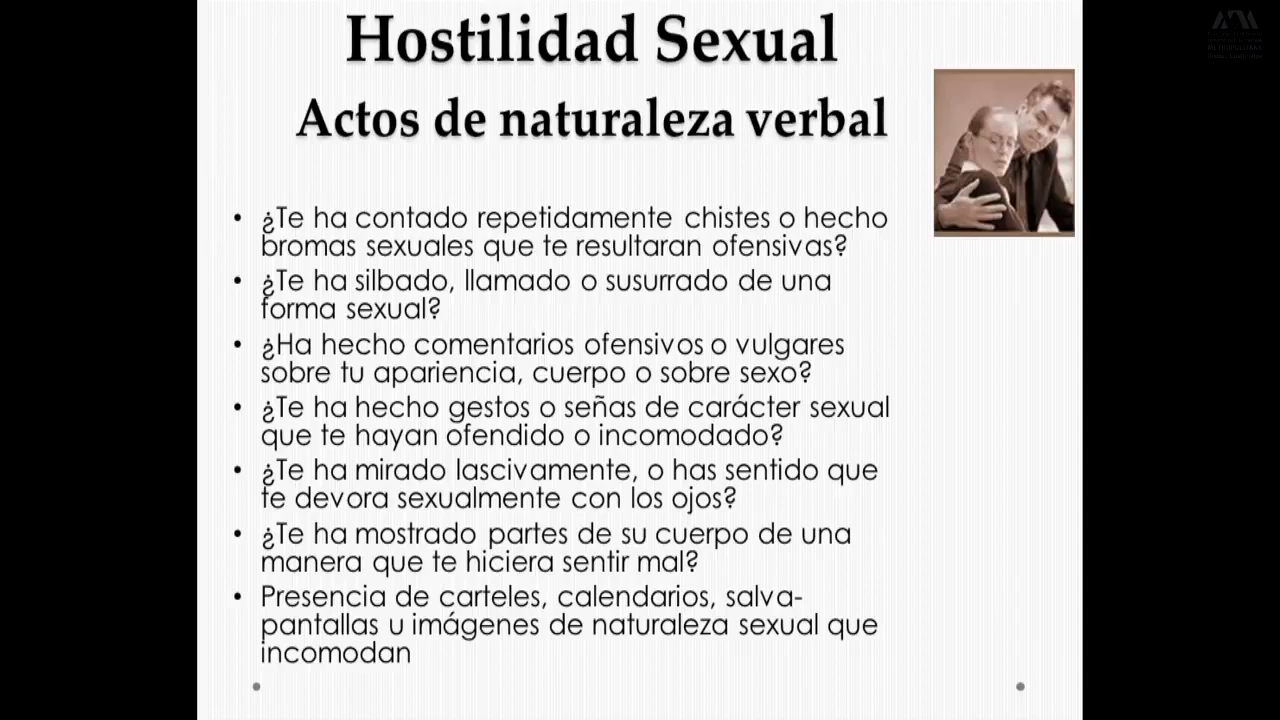 Hostilidad Sexual
Actos de naturaleza verbal
• ¿Te ha contado repetidamente chistes o hecho
bromas sexuales que te resultaran ofensivas?
• ¿Te ha silbado, llamado o susurrado de una
forma sexual?
• ¿Ha hecho comentarios ofensivos o vulgares
sobre tu apariencia, cuerpo o sobre sexo?
• ¿Te ha hecho gestos o señas de carácter sexual
que te hayan ofendido o incomodado?
• ¿Te ha mirado lascivamente, o has sentido que
te devora sexualmente con los ojos?
• ¿Te ha mostrado partes de su cuerpo de una
manera que te hiciera sentir mal?
• Presencia de carteles, calendarios, salva-
pantallas u imágenes de naturaleza sexual que
incomodan